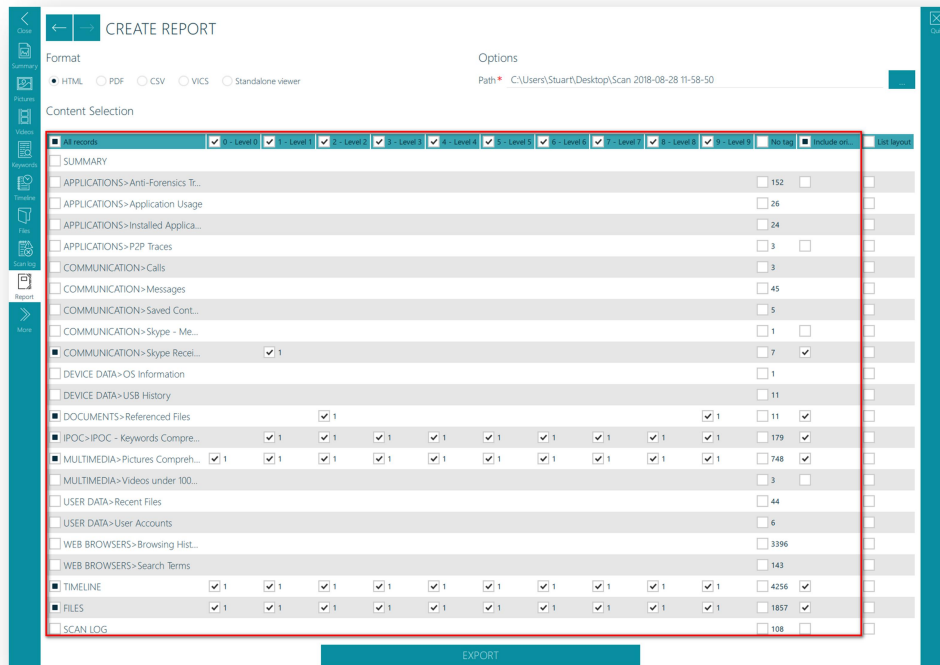 Close
CREATE REPORT
Quit
Summary
Pictures
Videos
Keywords
Timeline
Files
Scan log
Report
More
Format
HTML PDF CSV VICS Standalone viewer
Options
Path* C:\Users\Stuart\Desktop\Scan 2018-08-28 11-58-50 ...
Content Selection
All records 0 - Level 0 1 - Level 1 2 - Level 2 3 - Level 3 4 - Level 4 5 - Level 5 6 - Level 6 7 - Level 7 8 - Level 8 9 - Level 9 No tag Include ori... List layout
SUMMARY
APPLICATIONS>Anti-Forensics Tr... 152
APPLICATIONS>Application Usage 26
APPLICATIONS>Installed Applica... 24
APPLICATIONS>P2P Traces 3
COMMUNICATION>Calls 3
COMMUNICATION>Messages 45
COMMUNICATION>Saved Cont... 5
COMMUNICATION>Skype - Me... 1
COMMUNICATION>Skype Recei... 1 7
DEVICE DATA>OS Information 1
DEVICE DATA>USB History 11
DOCUMENTS>Referenced Files 1 1 11
IPOC>IPOC - Keywords Compre... 1 1 1 1 1 1 1 1 1 179
MULTIMEDIA>Pictures Compreh... 1 1 1 1 1 1 1 1 1 1 748
MULTIMEDIA>Videos under 100... 3
USER DATA>Recent Files 44
USER DATA>User Accounts 6
WEB BROWSERS>Browsing Hist... 3396
WEB BROWSERS>Search Terms 143
TIMELINE 1 1 1 1 1 1 1 1 1 1 4256
FILES 1 1 1 1 1 1 1 1 1 1 1857
SCAN LOG 108
EXPORT